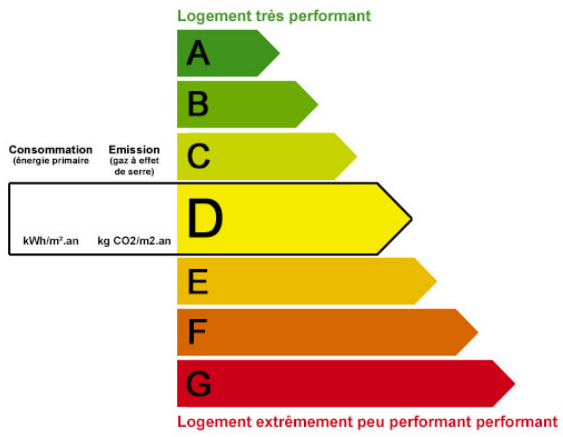 Logement très performant
A
B
Consommation Emission
(énergie primaire (gaz à effet
de serre)
C
D
kWh/m².an kg CO2/m2.an
E
F
G
Logement extrêmement peu performant performant